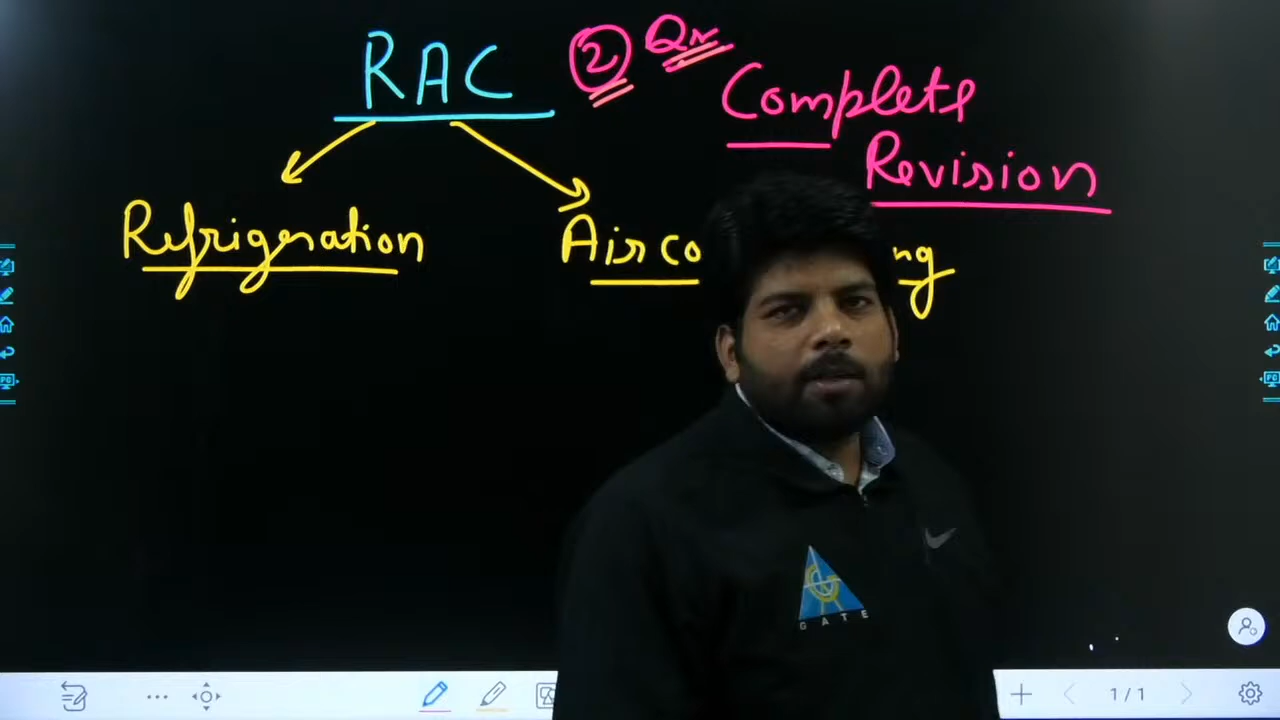 RAC
2 Qn
Complete
Revision
Refrigeration
Air co ng
GATE
1/1